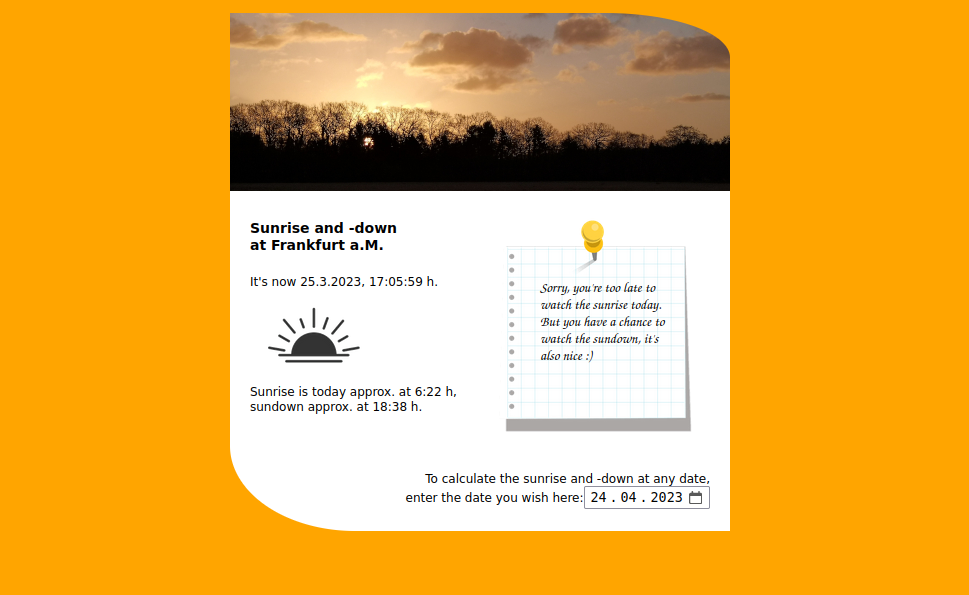 Sunrise and -down
at Frankfurt a.M.
It's now 25.3.2023, 17:05:59 h.
Sunrise is today approx. at 6:22 h,
sundown approx. at 18:38 h.
Sorry, you're too late to
watch the sunrise today.
But you have a chance to
watch the sundown, it's
also nice :)
To calculate the sunrise and -down at any date,
enter the date you wish here: 24.04.2023